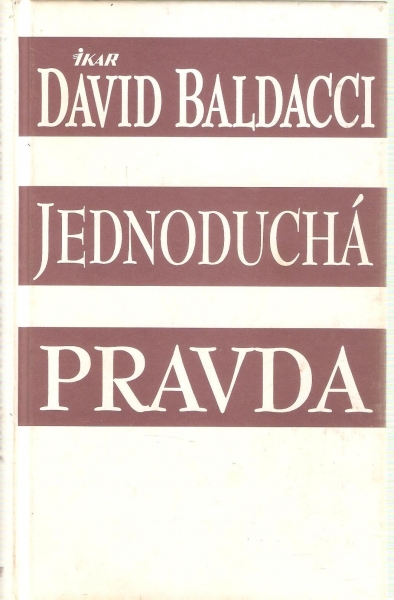 IKAR
DAVID BALDACCI
JEDNODUCHÁ
PRAVDA